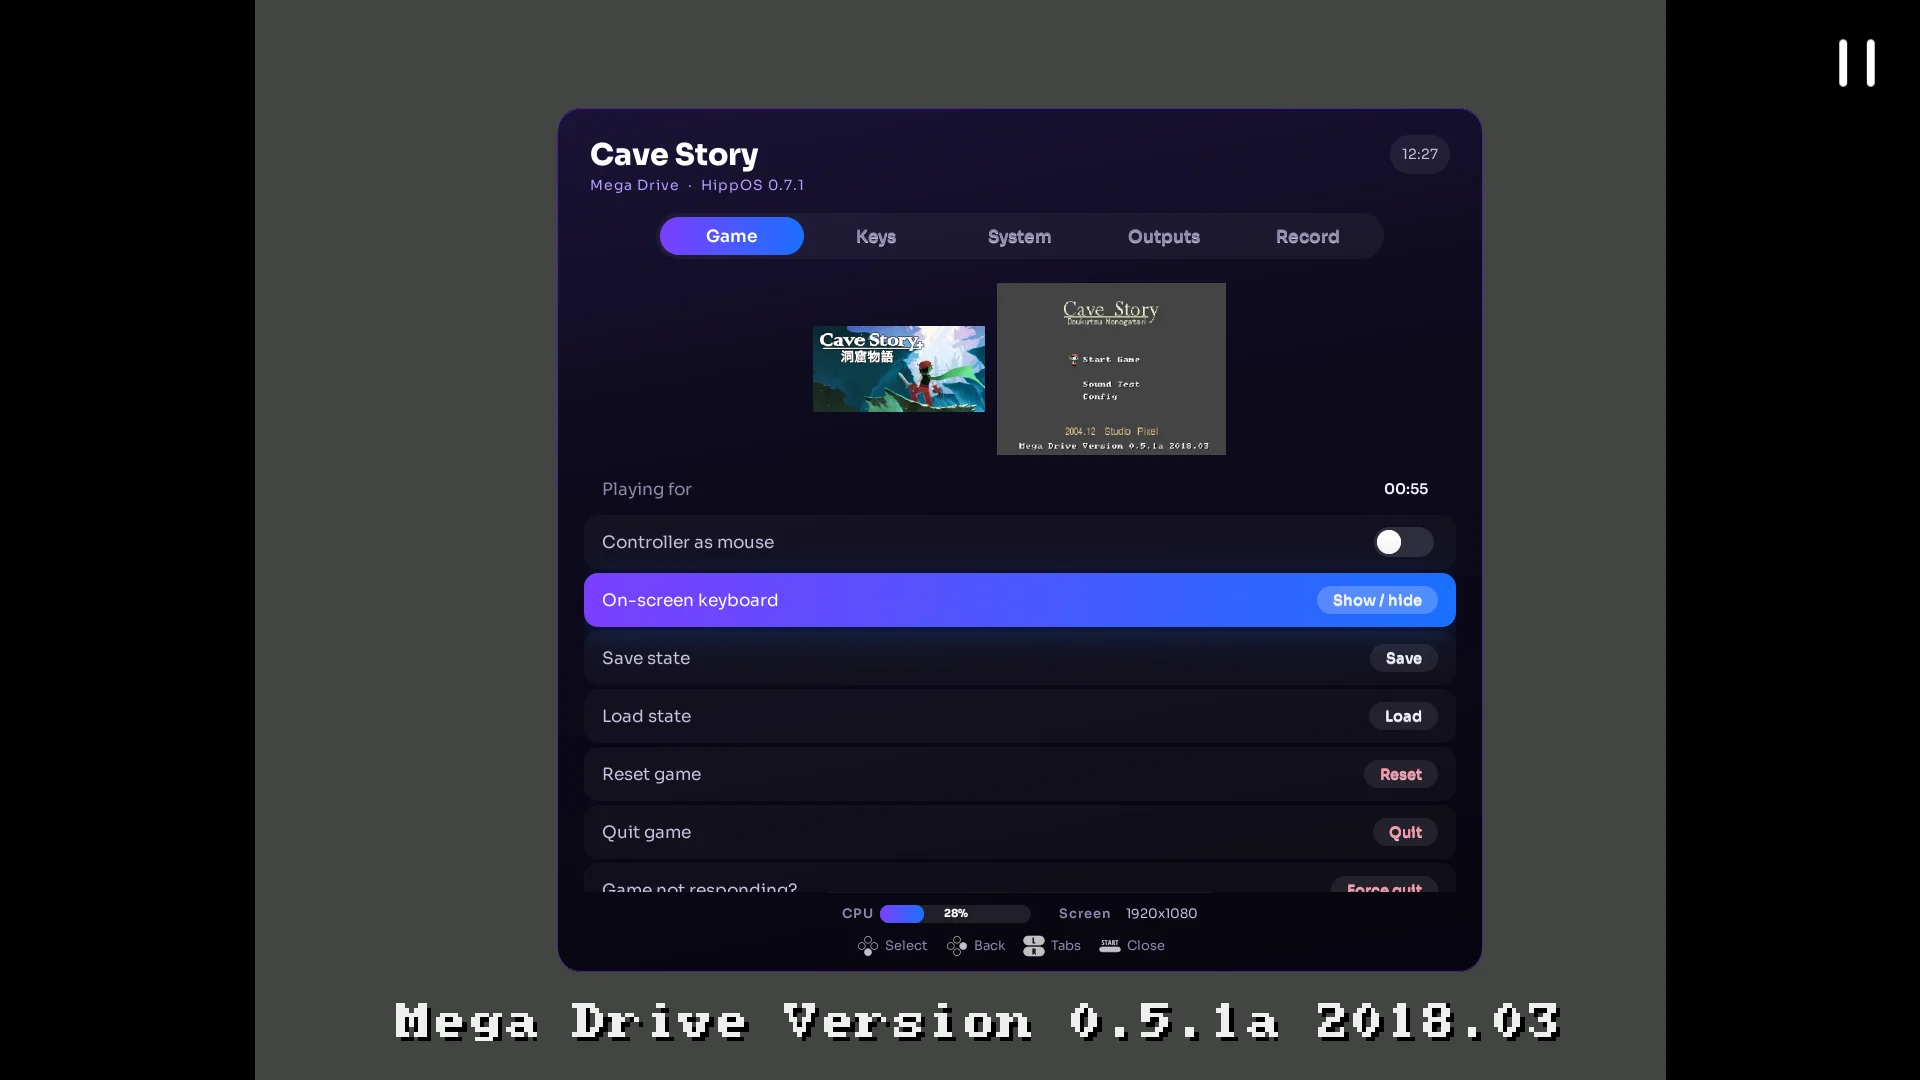 Cave Story
12:27
Mega Drive · HippOS 0.7.1
Game Keys System Outputs Record
Cave Story+
洞窟物語
Cave Story
Doukutsu Monogatari
Start Game
Sound Test
Config
2004.12 Studio Pixel
Mega Drive Version 0.5.1a 2018.03
Playing for 00:55
Controller as mouse
On-screen keyboard Show / hide
Save state Save
Load state Load
Reset game Reset
Quit game Quit
Game not responding? Force quit
CPU 28% Screen 1920x1080
Select Back L R Tabs START Close
Mega Drive Version 0.5.1a 2018.03